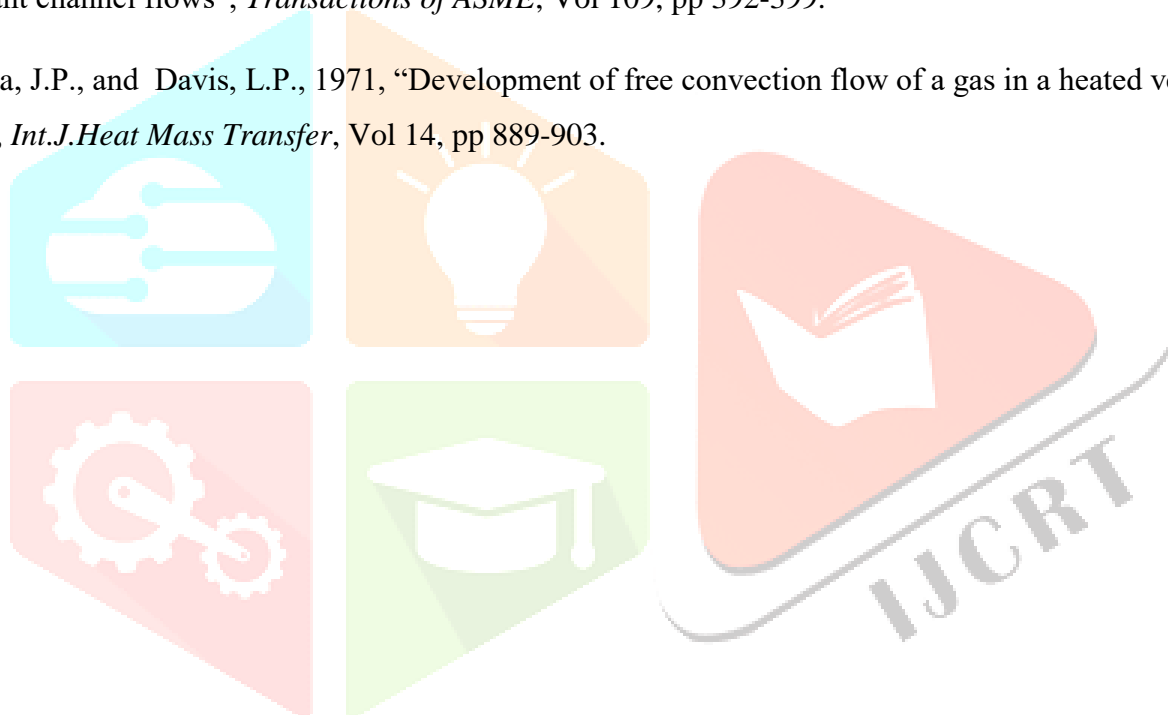 channel flows”, Transactions of ASME, Vol 109, pp 392-399.
a, J.P., and Davis, L.P., 1971, “Development of free convection flow of a gas in a heated
, Int.J.Heat Mass Transfer, Vol 14, pp 889-903.
IJCRT